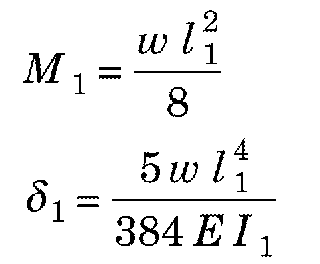 M₁ = w l₁² / 8
δ₁ = 5 w l₁⁴ / 384 E I₁